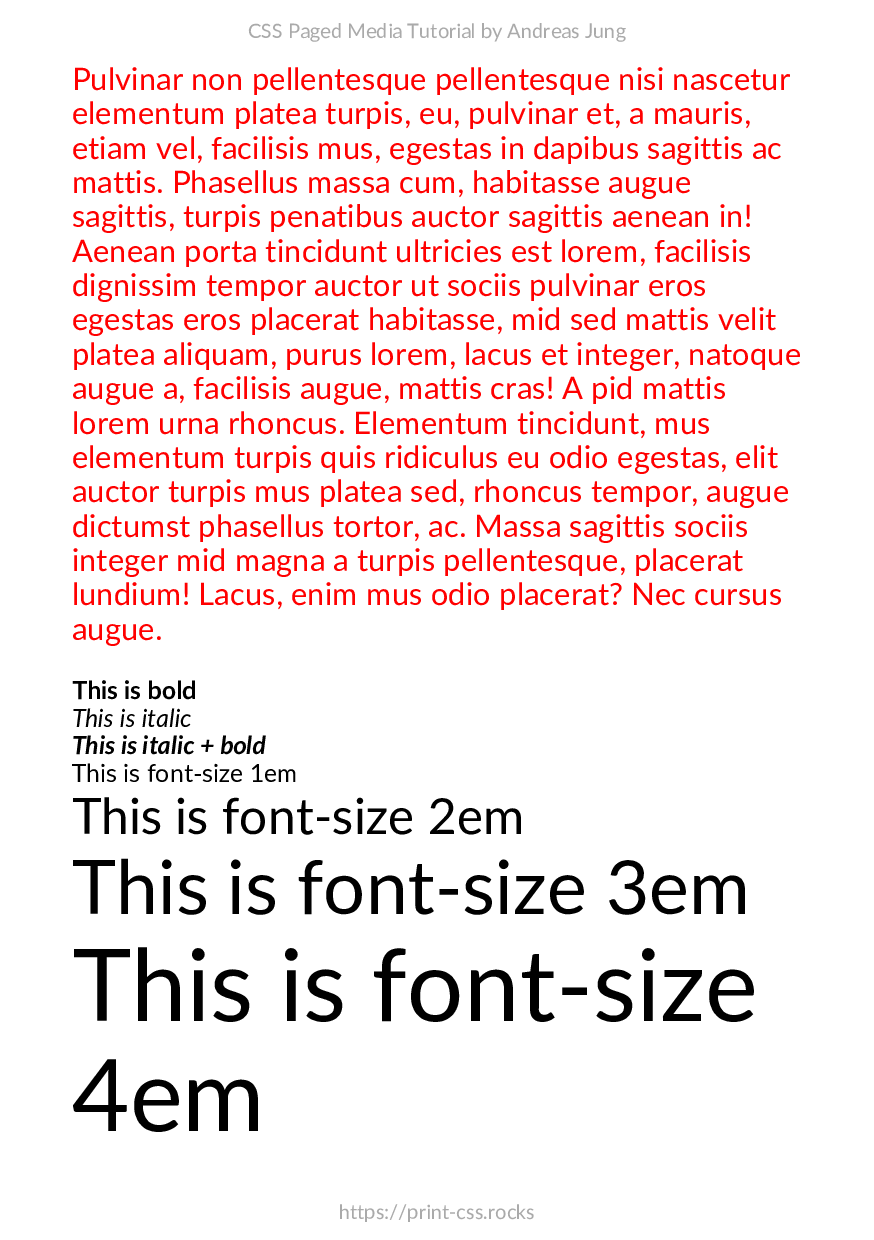 CSS Paged Media Tutorial by Andreas Jung
Pulvinar non pellentesque pellentesque nisi nascetur
elementum platea turpis, eu, pulvinar et, a mauris,
etiam vel, facilisis mus, egestas in dapibus sagittis ac
mattis. Phasellus massa cum, habitasse augue
sagittis, turpis penatibus auctor sagittis aenean in!
Aenean porta tincidunt ultricies est lorem, facilisis
dignissim tempor auctor ut sociis pulvinar eros
egestas eros placerat habitasse, mid sed mattis velit
platea aliquam, purus lorem, lacus et integer, natoque
augue a, facilisis augue, mattis cras! A pid mattis
lorem urna rhoncus. Elementum tincidunt, mus
elementum turpis quis ridiculus eu odio egestas, elit
auctor turpis mus platea sed, rhoncus tempor, augue
dictumst phasellus tortor, ac. Massa sagittis sociis
integer mid magna a turpis pellentesque, placerat
lundium! Lacus, enim mus odio placerat? Nec cursus
augue.
This is bold
This is italic
This is italic + bold
This is font-size 1em
This is font-size 2em
This is font-size 3em
This is font-size
4em
https://print-css.rocks